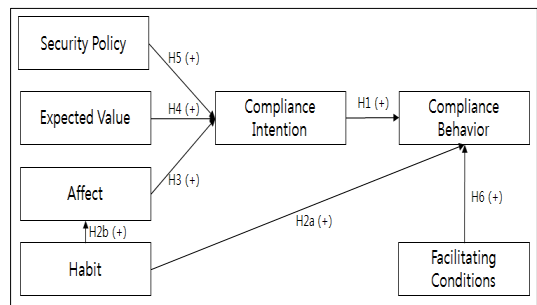 Security Policy
H5 (+)
Expected Value
H4 (+)
Compliance
Intention
H1 (+)
Compliance
Behavior
H3 (+)
Affect
H2b (+)
H2a (+)
H6 (+)
Habit
Facilitating
Conditions